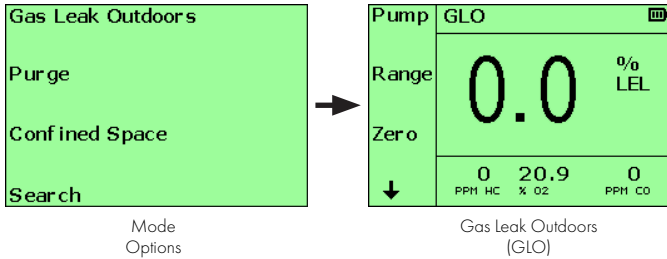 Gas Leak Outdoors
Purge
Confined Space
Search
Mode
Options
Pump
GLO
Range
0.0
%
LEL
Zero
0 20.9 0
PPM HC % O2 PPM CO
Gas Leak Outdoors
(GLO)